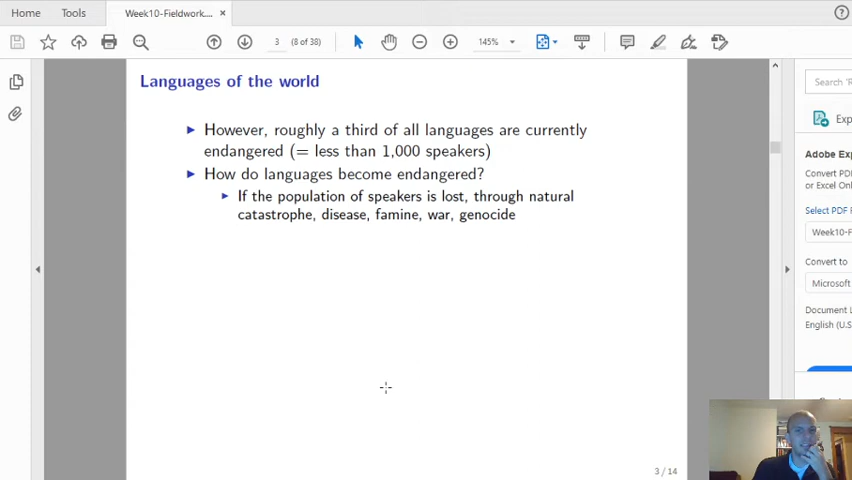 Home Tools Week10-Fieldwork.... ×
3 (8 of 38) 145%
Languages of the world
However, roughly a third of all languages are currently
endangered (= less than 1,000 speakers)
How do languages become endangered?
If the population of speakers is lost, through natural
catastrophe, disease, famine, war, genocide
3 / 14
Search 'R
Exp
Adobe Exp
Convert PD
or Excel Onl
Select PDF
Week10-F
Convert to
Microsoft
Document L
English (U.S